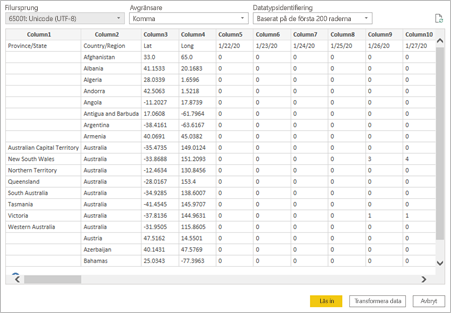 Filursprung Avgränsare Datatypsidentifiering
65001: Unicode (UTF-8) Komma Baserat på de första 200 raderna
Column1 Column2 Column3 Column4 Column5 Column6 Column7 Column8 Column9 Column10
Province/State Country/Region Lat Long 1/22/20 1/23/20 1/24/20 1/25/20 1/26/20 1/27/20
Afghanistan 33.0 65.0 0 0 0 0 0 0
Albania 41.1533 20.1683 0 0 0 0 0 0
Algeria 28.0339 1.6596 0 0 0 0 0 0
Andorra 42.5063 1.5218 0 0 0 0 0 0
Angola -11.2027 17.8739 0 0 0 0 0 0
Antigua and Barbuda 17.0608 -61.7964 0 0 0 0 0 0
Argentina -38.4161 -63.6167 0 0 0 0 0 0
Armenia 40.0691 45.0382 0 0 0 0 0 0
Australian Capital Territory Australia -35.4735 149.0124 0 0 0 0 0 0
New South Wales Australia -33.8688 151.2093 0 0 0 0 3 4
Northern Territory Australia -12.4634 130.8456 0 0 0 0 0 0
Queensland Australia -28.0167 153.4 0 0 0 0 0 0
South Australia Australia -34.9285 138.6007 0 0 0 0 0 0
Tasmania Australia -41.4545 145.9707 0 0 0 0 0 0
Victoria Australia -37.8136 144.9631 0 0 0 0 1 1
Western Australia Australia -31.9505 115.8605 0 0 0 0 0 0
Austria 47.5162 14.5501 0 0 0 0 0 0
Azerbaijan 40.1431 47.5769 0 0 0 0 0 0
Bahamas 25.0343 -77.3963 0 0 0 0 0 0
Läs in Transformera data Avbryt